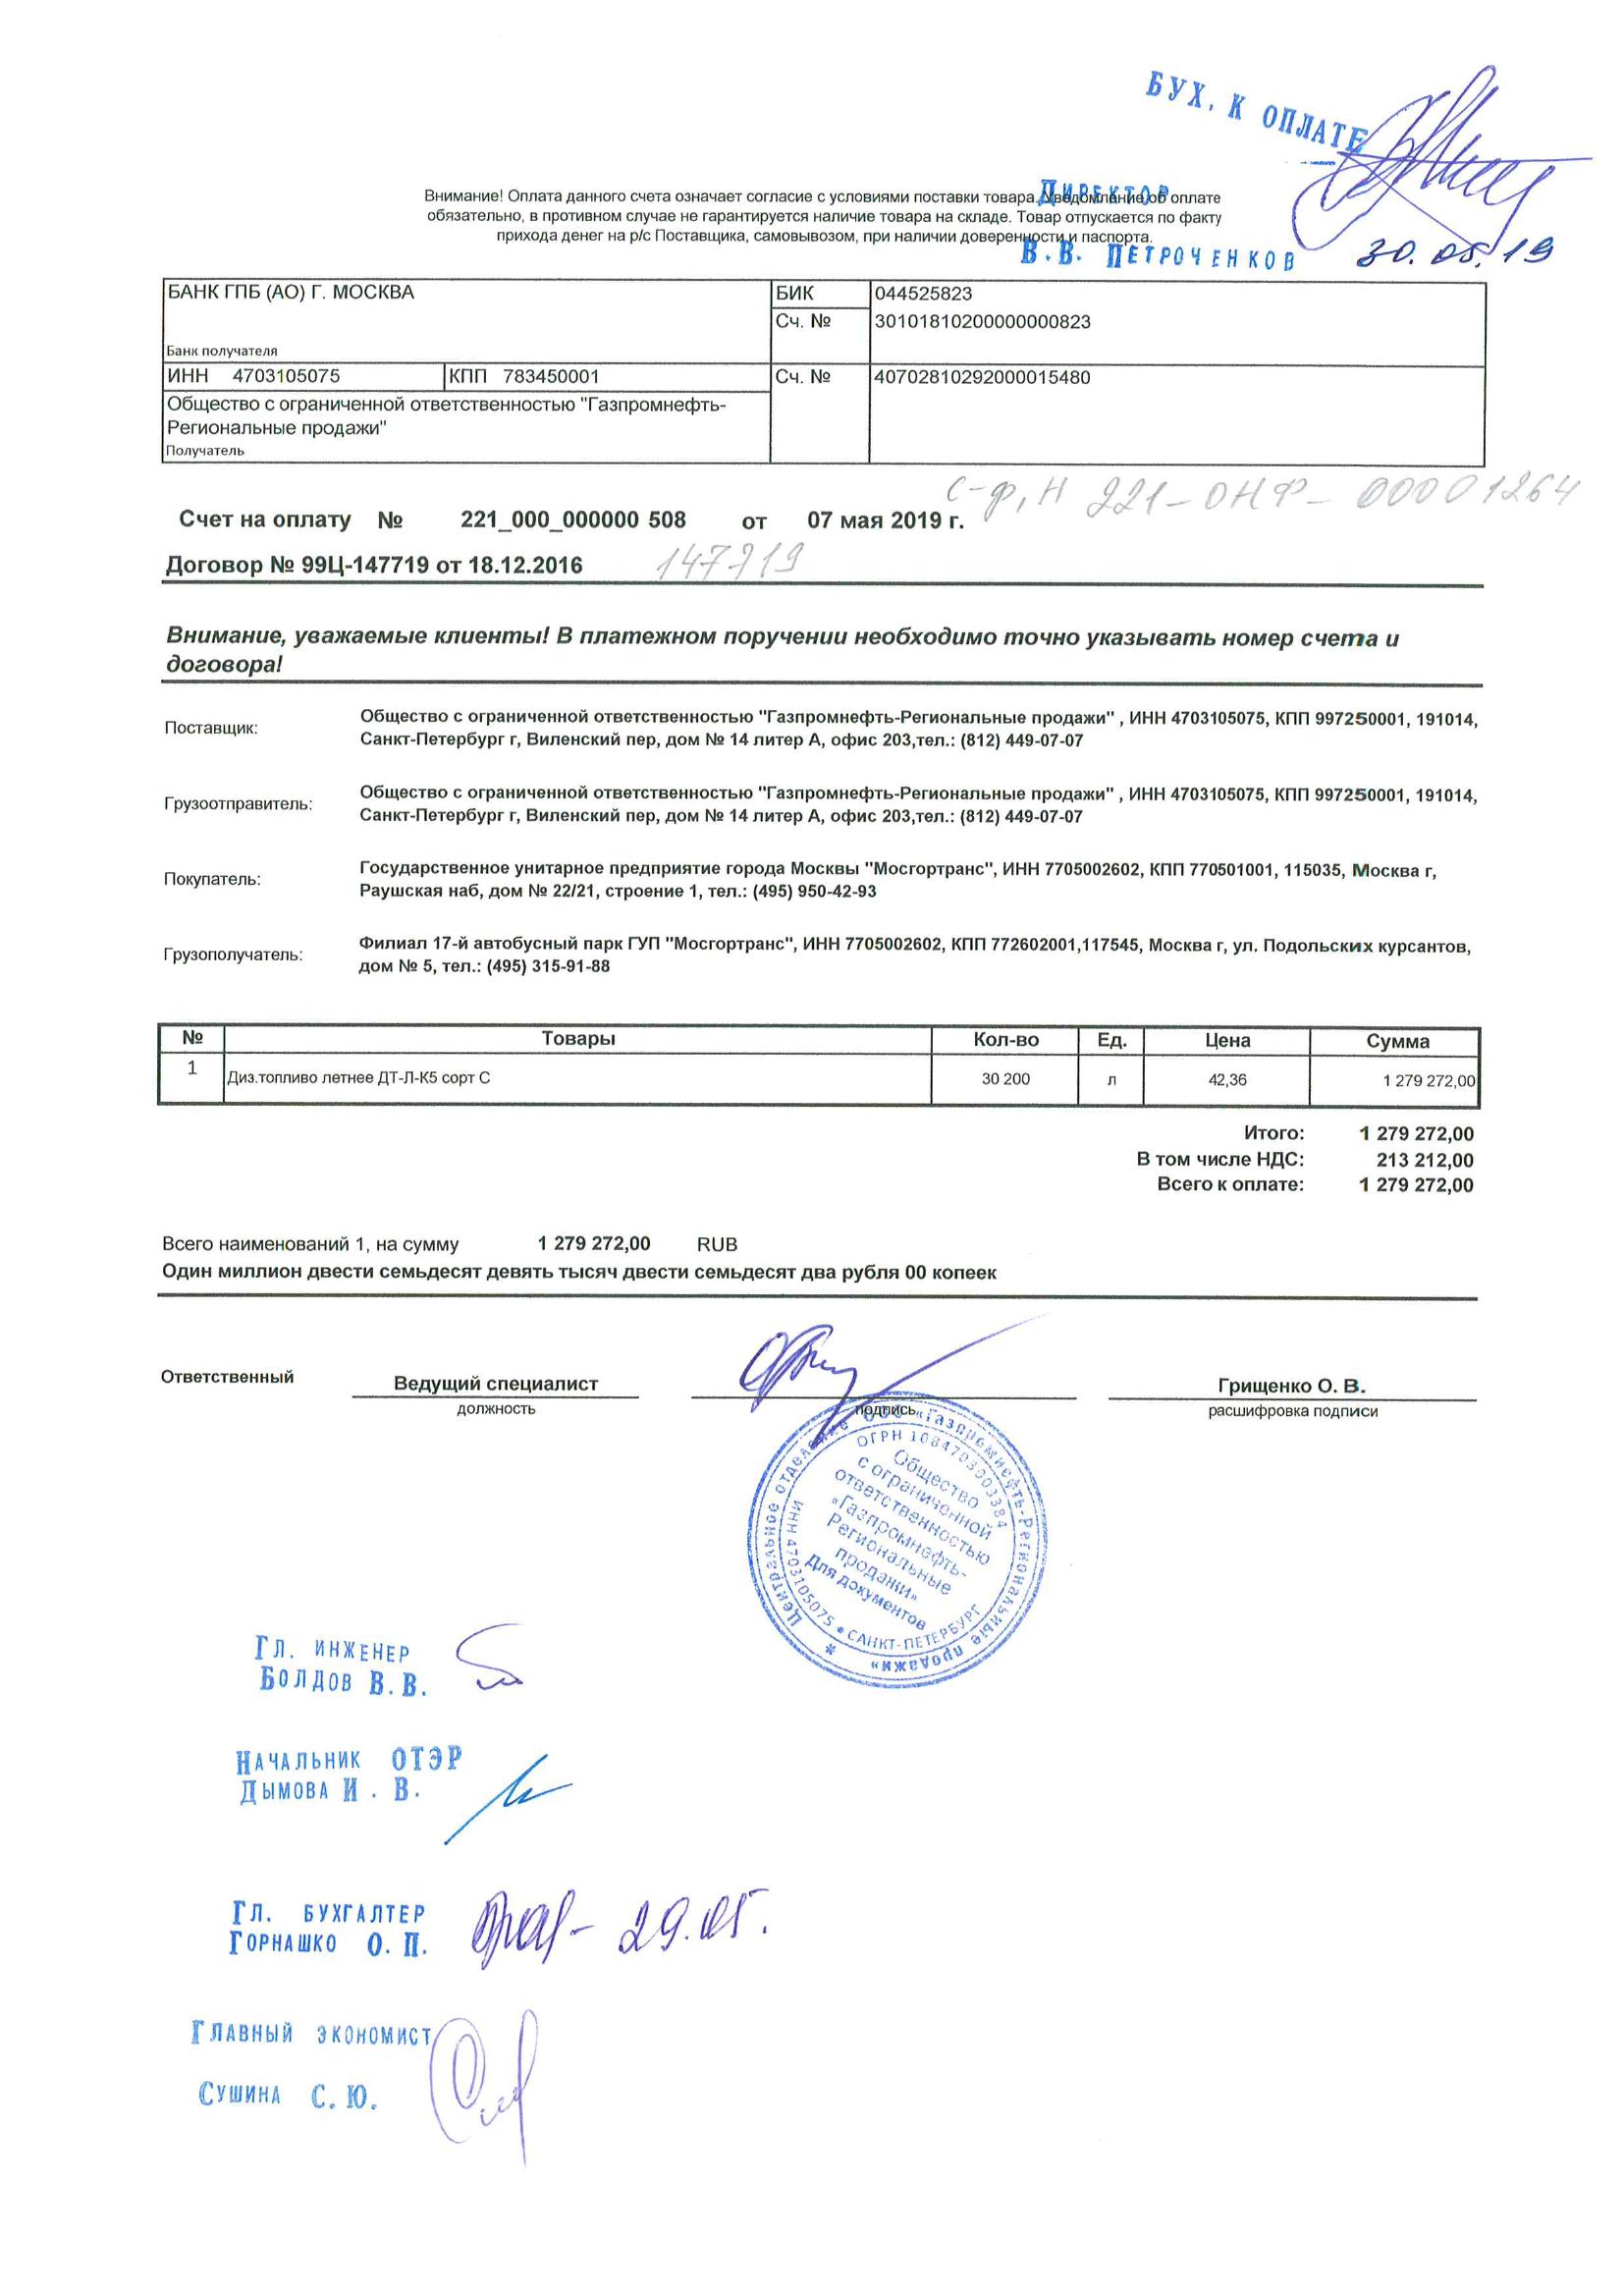 БУХ. К ОПЛАТЕ
Директор
В.В. Петроченков 30.05.19
Внимание! Оплата данного счета означает согласие с условиями поставки товара. Уведомление об оплате
обязательно, в противном случае не гарантируется наличие товара на складе. Товар отпускается по факту
прихода денег на р/с Поставщика, самовывозом, при наличии доверенности и паспорта.
БАНК ГПБ (АО) Г. МОСКВА БИК 044525823
Сч. № 30101810200000000823
Банк получателя
ИНН 4703105075 КПП 783450001 Сч. № 40702810292000015480
Общество с ограниченной ответственностью "Газпромнефть-
Региональные продажи"
Получатель
с-ф, н 221-ОНФ-00001264
Счет на оплату № 221_000_000000 508 от 07 мая 2019 г.
Договор № 99Ц-147719 от 18.12.2016 147719
Внимание, уважаемые клиенты! В платежном поручении необходимо точно указывать номер счета и
договора!
Поставщик: Общество с ограниченной ответственностью "Газпромнефть-Региональные продажи" , ИНН 4703105075, КПП 997250001, 191014,
Санкт-Петербург г, Виленский пер, дом № 14 литер А, офис 203,тел.: (812) 449-07-07
Грузоотправитель: Общество с ограниченной ответственностью "Газпромнефть-Региональные продажи" , ИНН 4703105075, КПП 997250001, 191014,
Санкт-Петербург г, Виленский пер, дом № 14 литер А, офис 203,тел.: (812) 449-07-07
Покупатель: Государственное унитарное предприятие города Москвы "Мосгортранс", ИНН 7705002602, КПП 770501001, 115035, Москва г,
Раушская наб, дом № 22/21, строение 1, тел.: (495) 950-42-93
Грузополучатель: Филиал 17-й автобусный парк ГУП "Мосгортранс", ИНН 7705002602, КПП 772602001,117545, Москва г, ул. Подольских курсантов,
дом № 5, тел.: (495) 315-91-88
№ Товары Кол-во Ед. Цена Сумма
1 Диз.топливо летнее ДТ-Л-К5 сорт С 30 200 л 42,36 1 279 272,00
Итого: 1 279 272,00
В том числе НДС: 213 212,00
Всего к оплате: 1 279 272,00
Всего наименований 1, на сумму 1 279 272,00 RUB
Один миллион двести семьдесят девять тысяч двести семьдесят два рубля 00 копеек
Ответственный Ведущий специалист Грищенко О. В.
должность подпись расшифровка подписи
Центральное отделение ООО «Газпромнефть-Региональные продажи» *
ОГРН 1084703003384
ИНН 4703105075 • САНКТ-ПЕТЕРБУРГ
Общество
с ограниченной
ответственностью
«Газпромнефть-
Региональные
продажи»
Для документов
Гл. инженер
Болдов В.В.
Начальник ОТЭР
Дымова И.В.
Гл. бухгалтер
Горнашко О.П. 29.05.
Главный экономист
Сушина С.Ю.